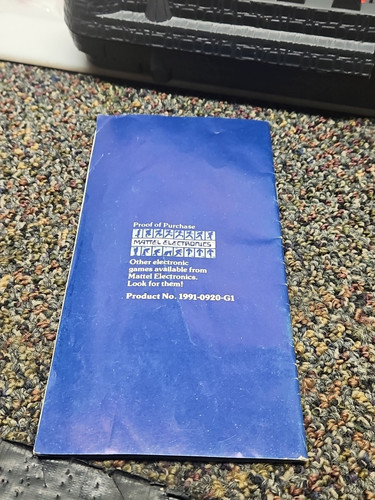 Proof of Purchase
MATTEL ELECTRONICS
Other electronic
games available from
Mattel Electronics.
Look for them!
Product No. 1991-0920-G1